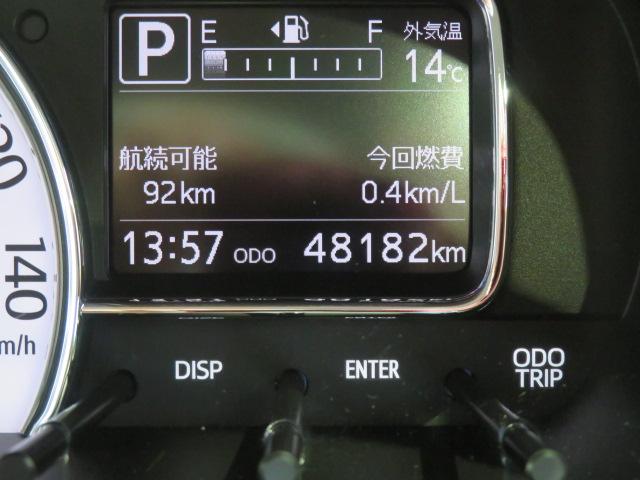 P E F 外気温
14℃
航続可能 今回燃費
92km 0.4km/L
13:57 ODO 48182km
140
m/h
DISP ENTER ODO
TRIP